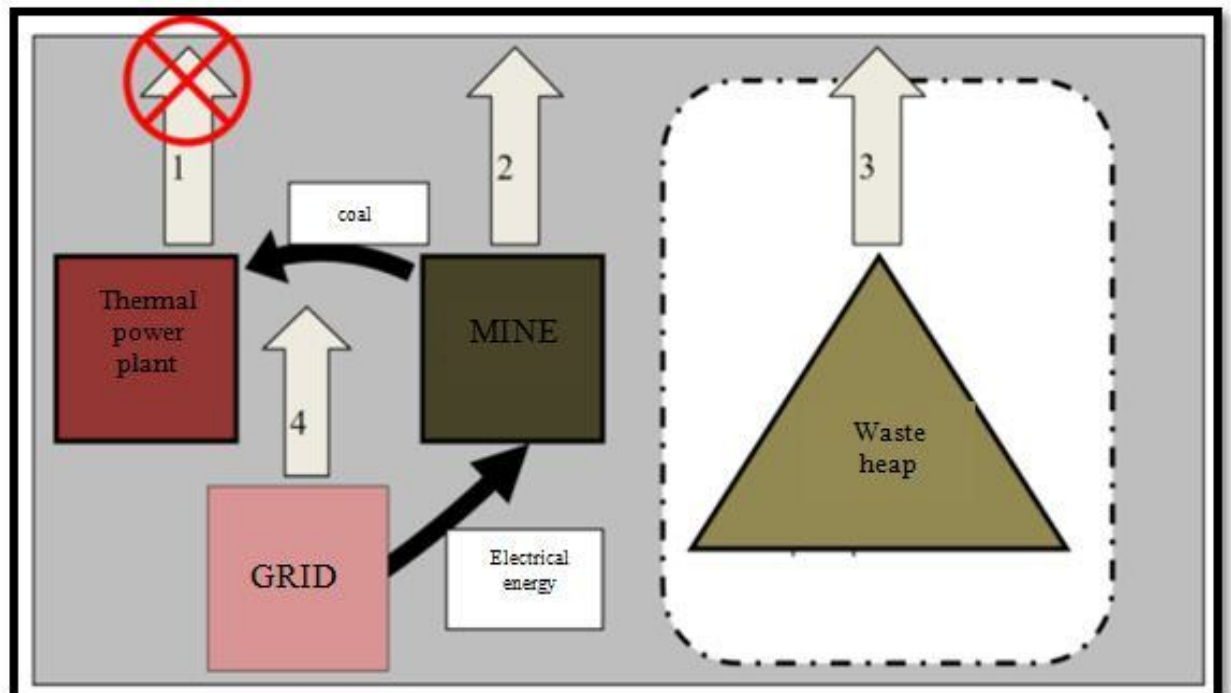 1
2
3
coal
Thermal
power
plant
MINE
4
Waste
heap
GRID
Electrical
energy